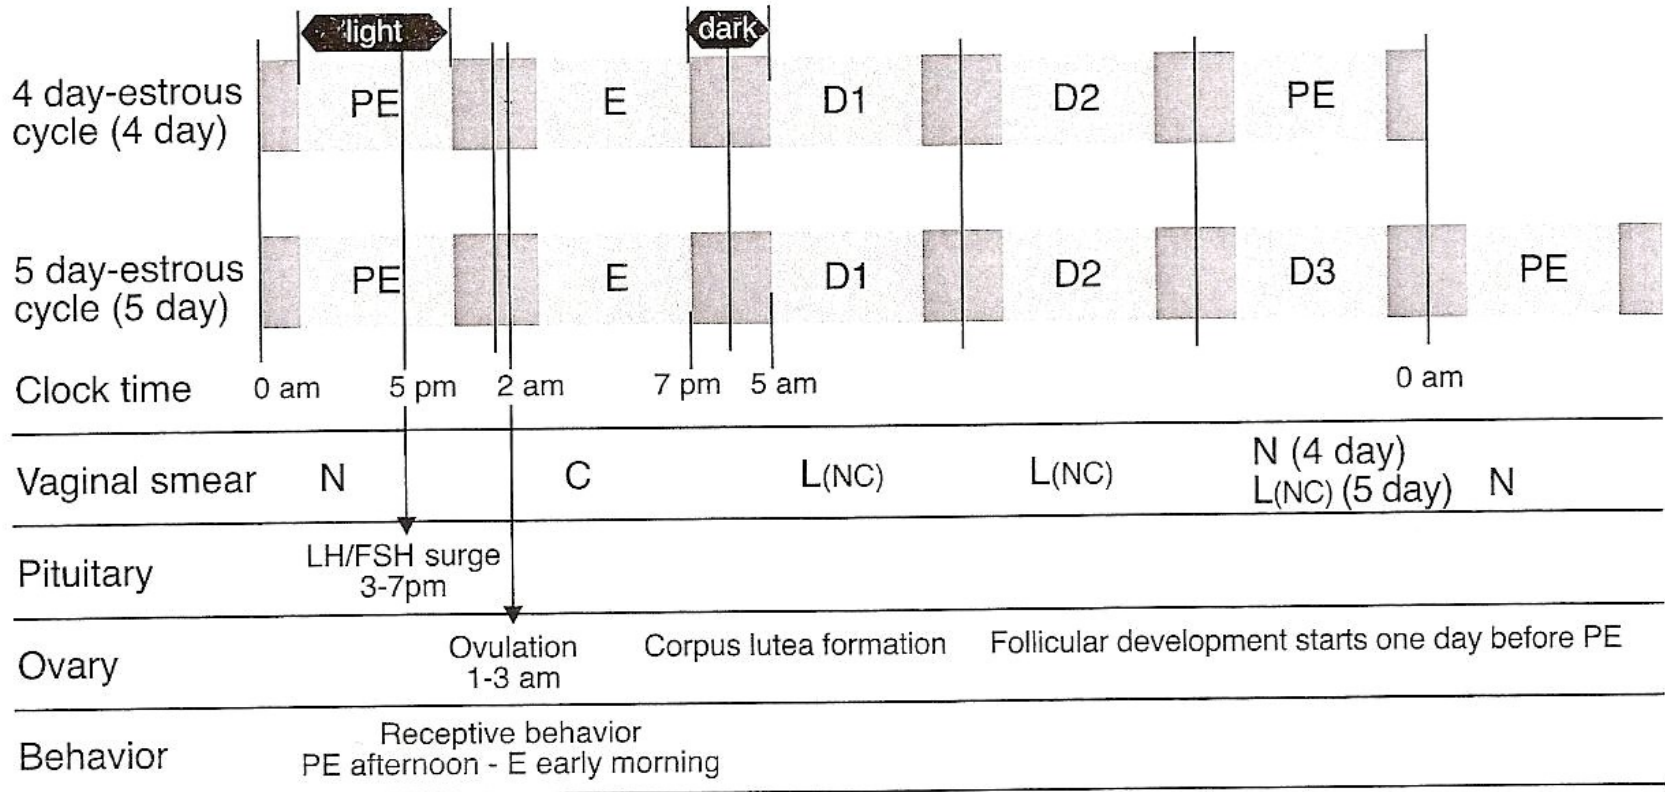 light
dark
4 day-estrous
cycle (4 day)
PE
E
D1
D2
PE
5 day-estrous
cycle (5 day)
PE
E
D1
D2
D3
PE
Clock time
0 am
5 pm
2 am
7 pm
5 am
0 am
Vaginal smear
N
C
L(NC)
L(NC)
N (4 day)
L(NC) (5 day)
N
Pituitary
LH/FSH surge
3-7pm
Ovary
Ovulation
1-3 am
Corpus lutea formation
Follicular development starts one day before PE
Behavior
Receptive behavior
PE afternoon - E early morning